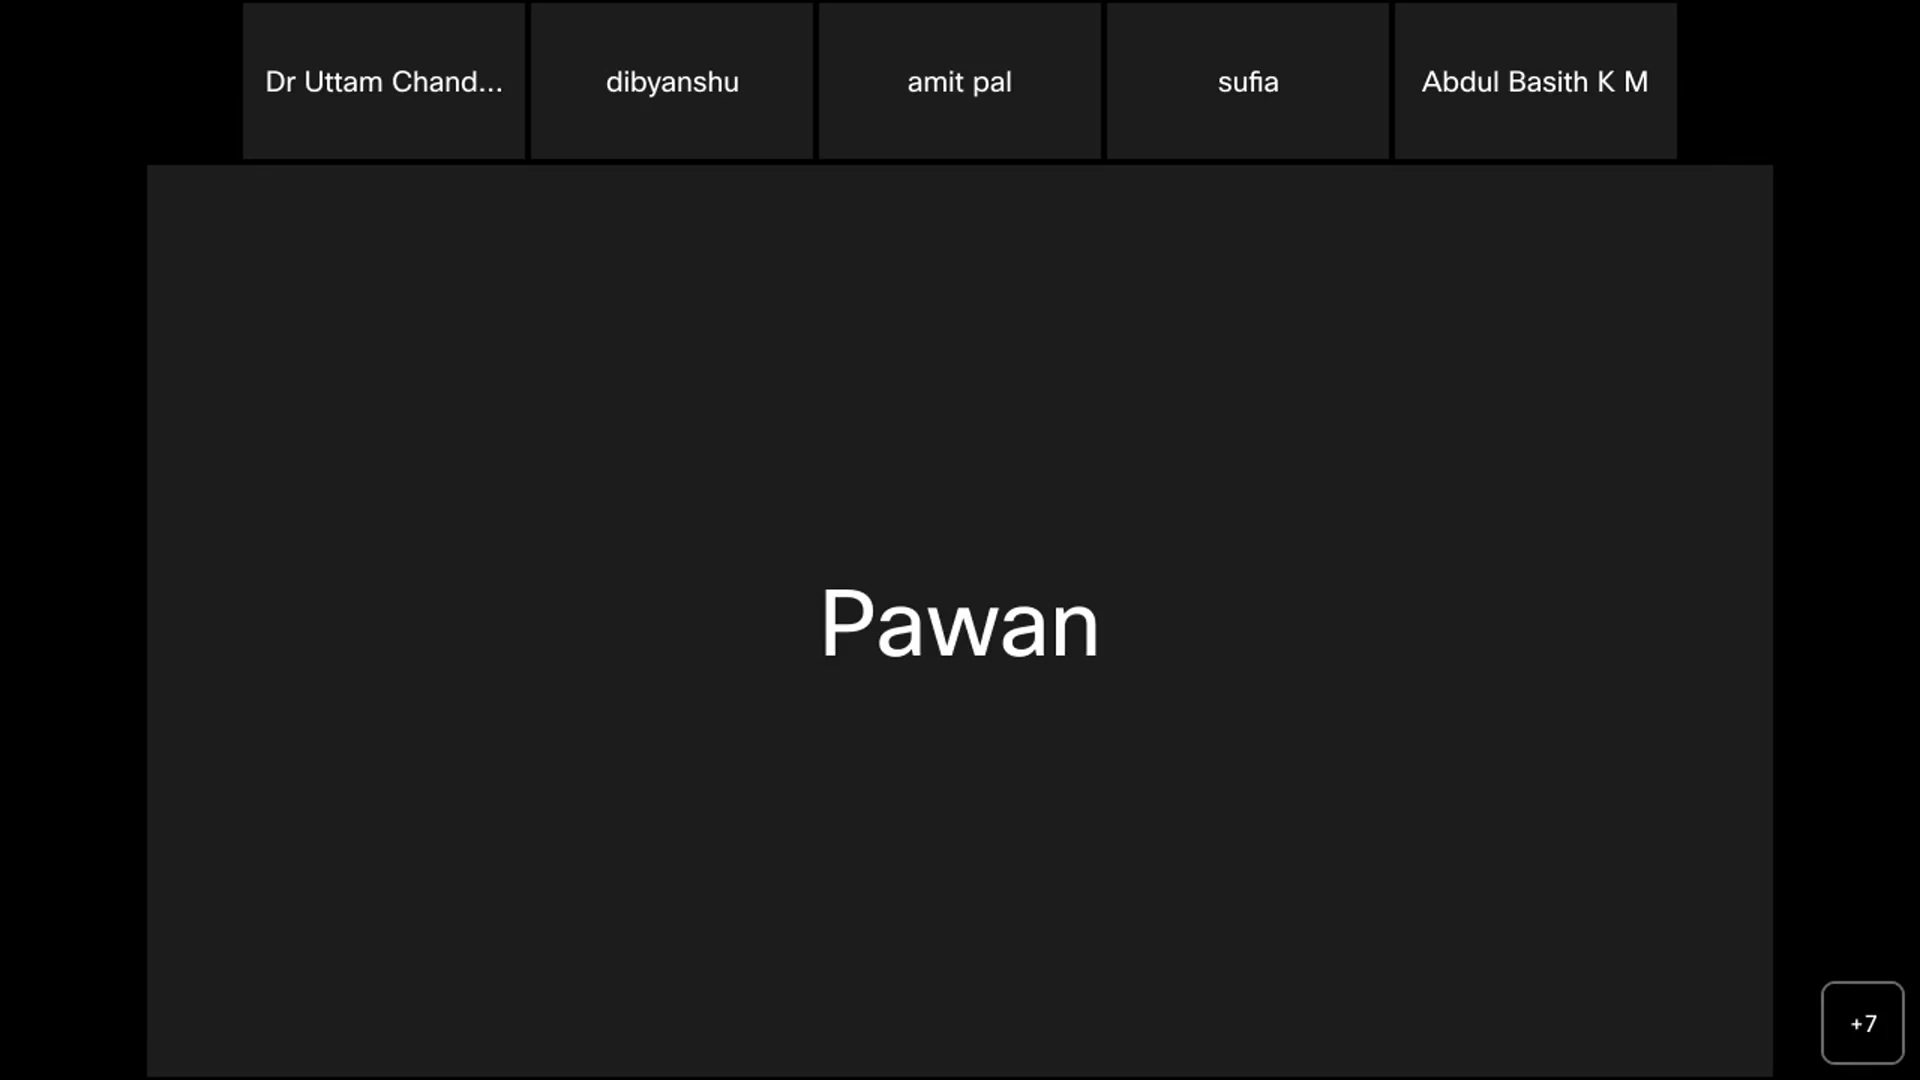 Dr Uttam Chand...
dibyanshu
amit pal
sufia
Abdul Basith K M
Pawan
+7